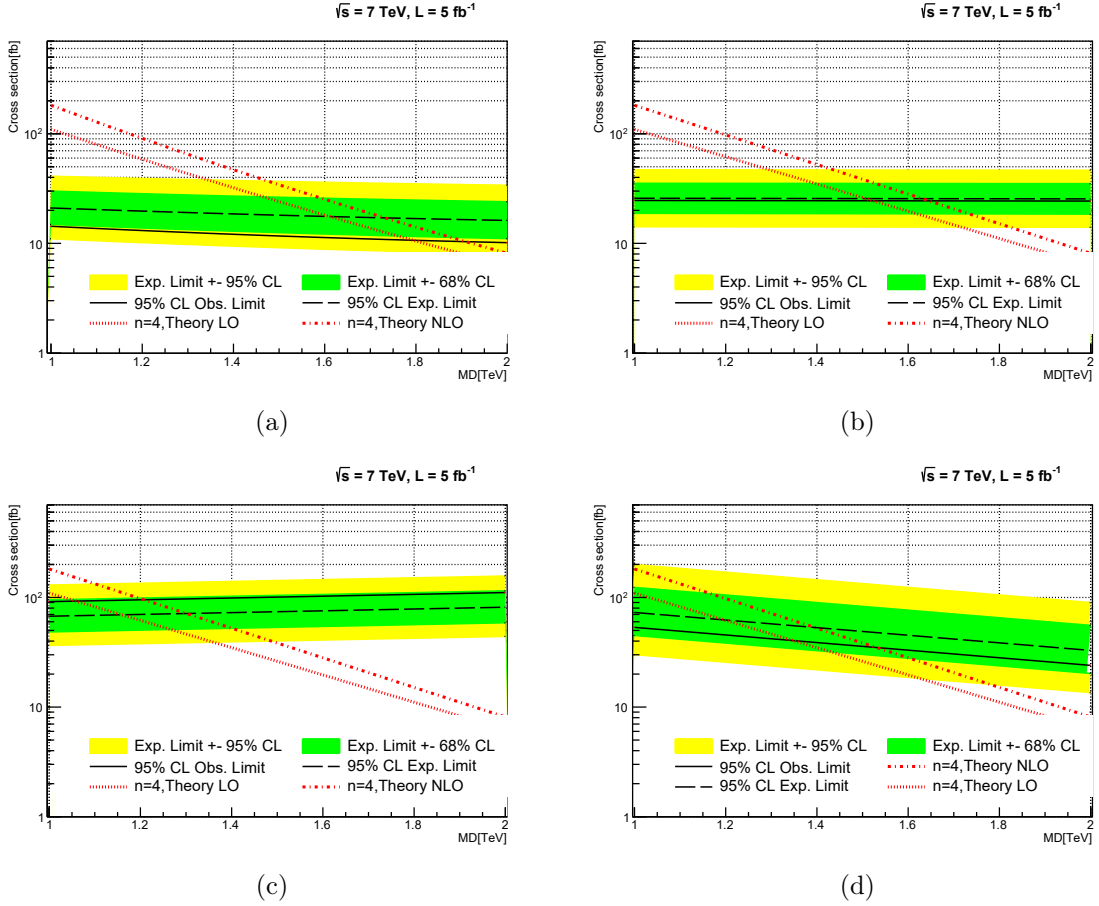 √s = 7 TeV, L = 5 fb⁻¹
Cross section[fb]
10²
10
1
Exp. Limit +- 95% CL
Exp. Limit +- 68% CL
95% CL Obs. Limit
95% CL Exp. Limit
n=4,Theory LO
n=4,Theory NLO
1 1.2 1.4 1.6 1.8 2
MD[TeV]
(a)
√s = 7 TeV, L = 5 fb⁻¹
Cross section[fb]
10²
10
1
Exp. Limit +- 95% CL
Exp. Limit +- 68% CL
95% CL Obs. Limit
95% CL Exp. Limit
n=4,Theory LO
n=4,Theory NLO
1 1.2 1.4 1.6 1.8 2
MD[TeV]
(b)
√s = 7 TeV, L = 5 fb⁻¹
Cross section[fb]
10²
10
1
Exp. Limit +- 95% CL
Exp. Limit +- 68% CL
95% CL Obs. Limit
95% CL Exp. Limit
n=4,Theory LO
n=4,Theory NLO
1 1.2 1.4 1.6 1.8 2
MD[TeV]
(c)
√s = 7 TeV, L = 5 fb⁻¹
Cross section[fb]
10²
10
1
Exp. Limit +- 95% CL
Exp. Limit +- 68% CL
95% CL Obs. Limit
n=4,Theory NLO
95% CL Exp. Limit
n=4,Theory LO
1 1.2 1.4 1.6 1.8 2
MD[TeV]
(d)